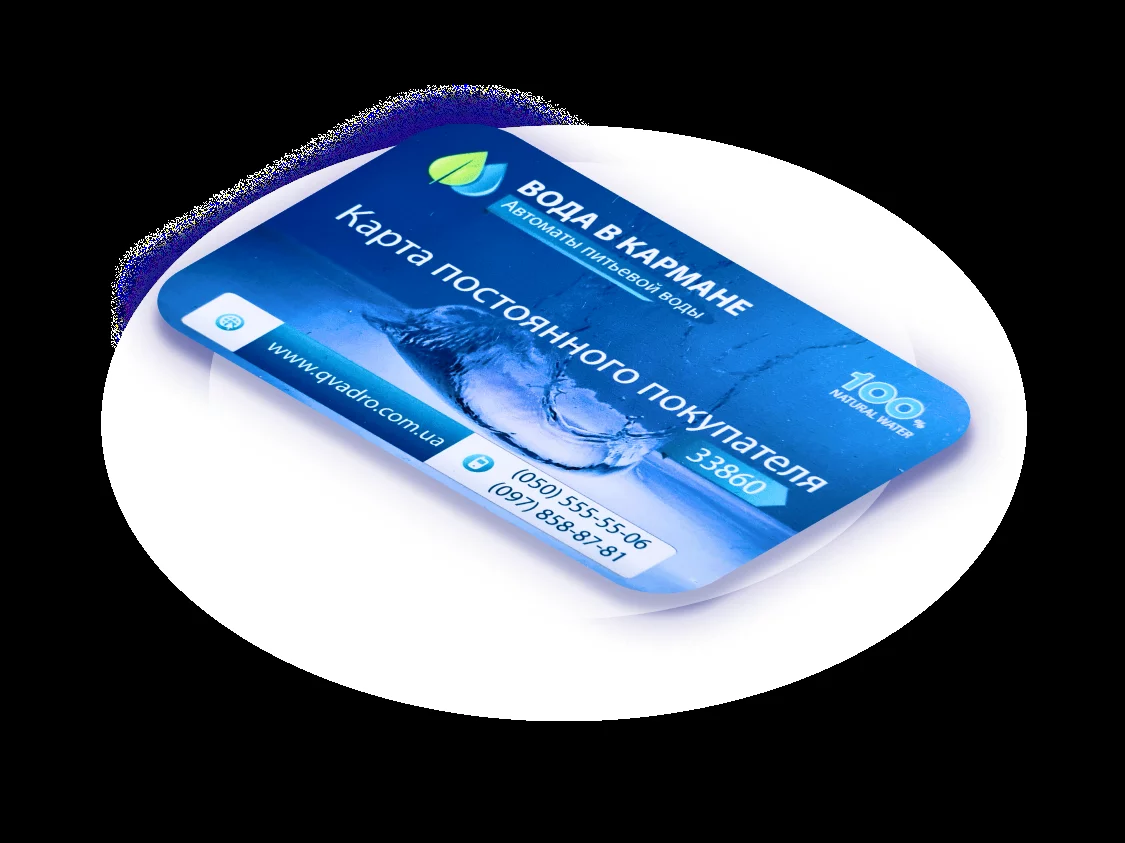 ВОДА В КАРМАНЕ
Автоматы питьевой воды
Карта постоянного покупателя
33860
100%
NATURAL WATER
www.qvadro.com.ua
(050) 555-55-06
(097) 858-87-81